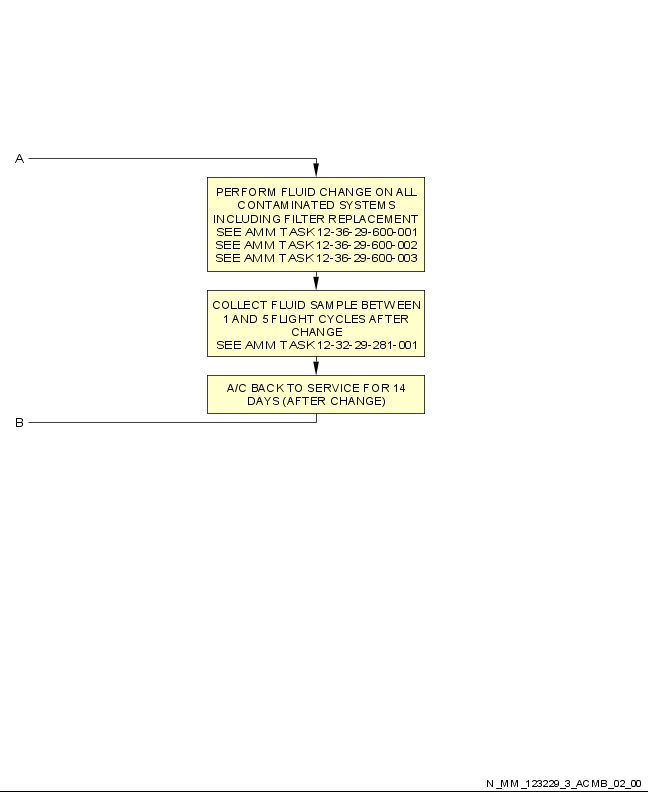 A
PERFORM FLUID CHANGE ON ALL
CONTAMINATED SYSTEMS
INCLUDING FILTER REPLACEMENT
SEE AMM TASK 12-36-29-600-001
SEE AMM TASK 12-36-29-600-002
SEE AMM TASK 12-36-29-600-003
COLLECT FLUID SAMPLE BETWEEN
1 AND 5 FLIGHT CYCLES AFTER
CHANGE
SEE AMM TASK 12-32-29-281-001
A/C BACK TO SERVICE FOR 14
DAYS (AFTER CHANGE)
B
N_MM_123229_3_ACMB_02_00